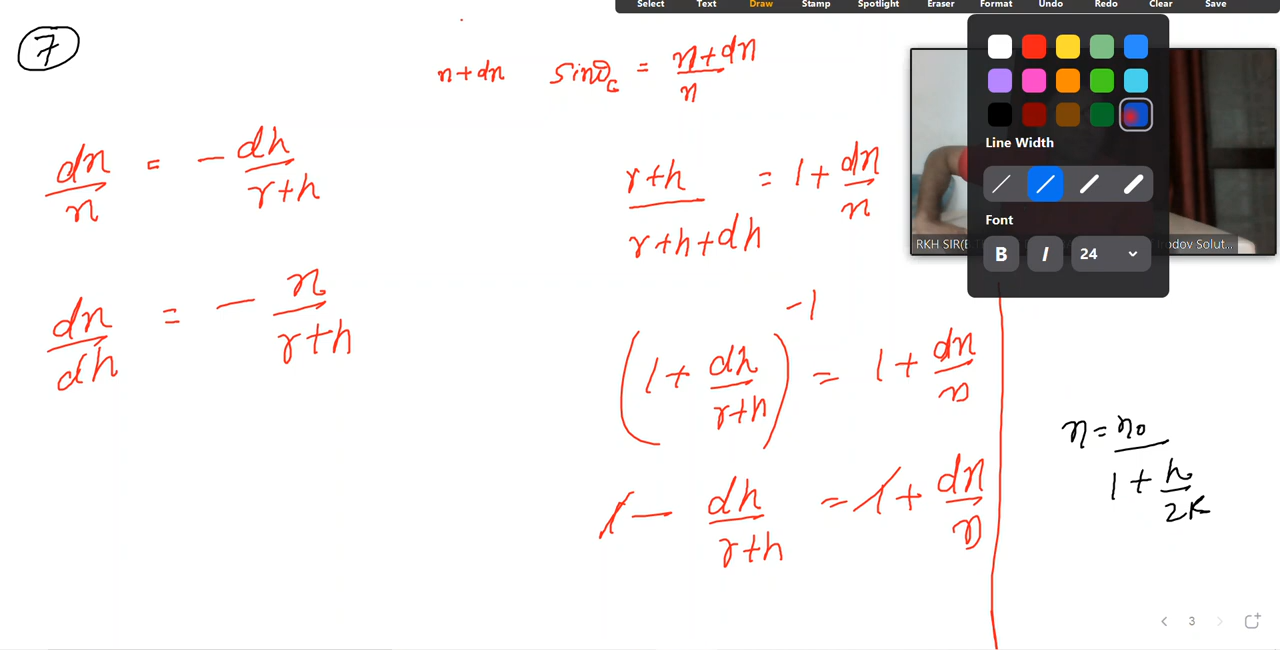 Select Text Draw Stamp Spotlight Eraser Format Undo Redo Clear Save
7
n+dn sinθc = n+dn/n
dn/n = - dh/r+h
r+h/r+h+dh = 1 + dn/n
dn/dh = - n/r+h
(1 + dh/r+h)^-1 = 1 + dn/n
1 - dh/r+h = 1 + dn/n
n = n0/1 + h/2K
Line Width
Font
B I 24
RKH SIR(B.T
Irodov Solut...
< 3 >